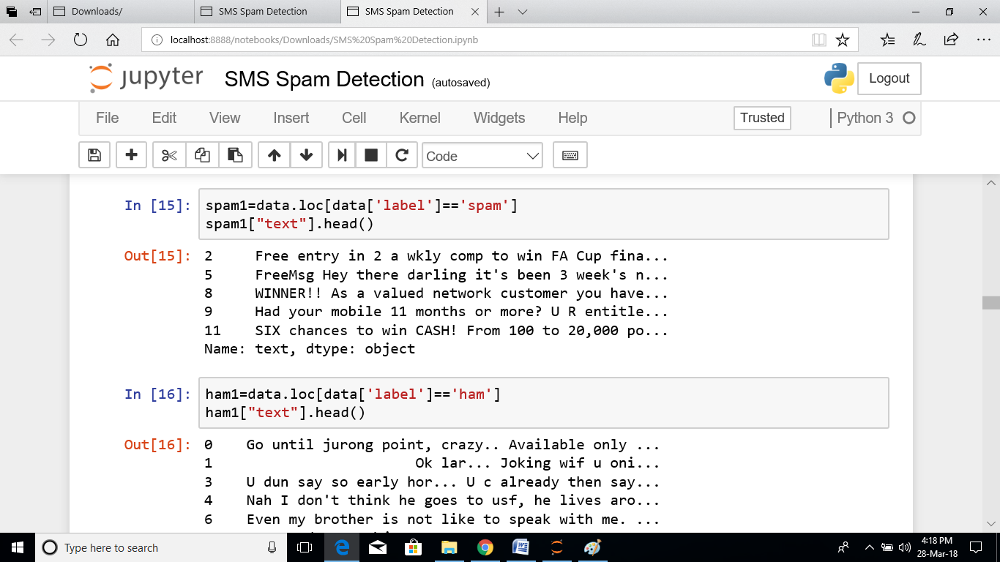 Downloads/
SMS Spam Detection
SMS Spam Detection
localhost:8888/notebooks/Downloads/SMS%20Spam%20Detection.ipynb
jupyter SMS Spam Detection (autosaved)
Logout
File Edit View Insert Cell Kernel Widgets Help Trusted Python 3
Code
In [15]: spam1=data.loc[data['label']=='spam']
spam1["text"].head()
Out[15]: 2 Free entry in 2 a wkly comp to win FA Cup fina...
5 FreeMsg Hey there darling it's been 3 week's n...
8 WINNER!! As a valued network customer you have...
9 Had your mobile 11 months or more? U R entitle...
11 SIX chances to win CASH! From 100 to 20,000 po...
Name: text, dtype: object
In [16]: ham1=data.loc[data['label']=='ham']
ham1["text"].head()
Out[16]: 0 Go until jurong point, crazy.. Available only ...
1 Ok lar... Joking wif u oni...
3 U dun say so early hor... U c already then say...
4 Nah I don't think he goes to usf, he lives aro...
6 Even my brother is not like to speak with me. ...
Type here to search
4:18 PM
28-Mar-18